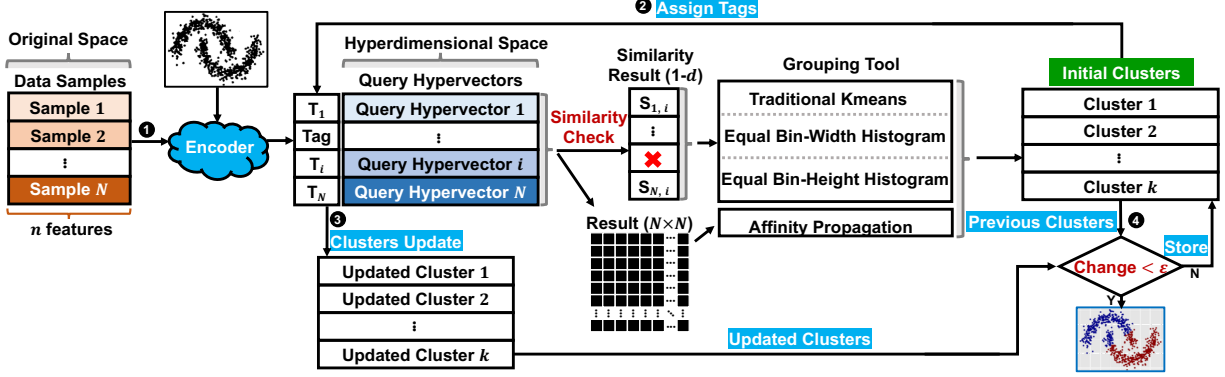 ❷ Assign Tags
Original Space
Data Samples
Sample 1
Sample 2
⋮
Sample N
n features
❶
Encoder
Hyperdimensional Space
Query Hypervectors
T1
Tag
Ti
TN
Query Hypervector 1
⋮
Query Hypervector i
Query Hypervector N
Similarity
Check
Similarity
Result (1-d)
S1, i
⋮
SN, i
Result (N×N)
Grouping Tool
Traditional Kmeans
Equal Bin-Width Histogram
Equal Bin-Height Histogram
Affinity Propagation
Initial Clusters
Cluster 1
Cluster 2
⋮
Cluster k
❸
Clusters Update
Updated Cluster 1
Updated Cluster 2
⋮
Updated Cluster k
Previous Clusters
❹
Store
Change < ε
N
Y
Updated Clusters